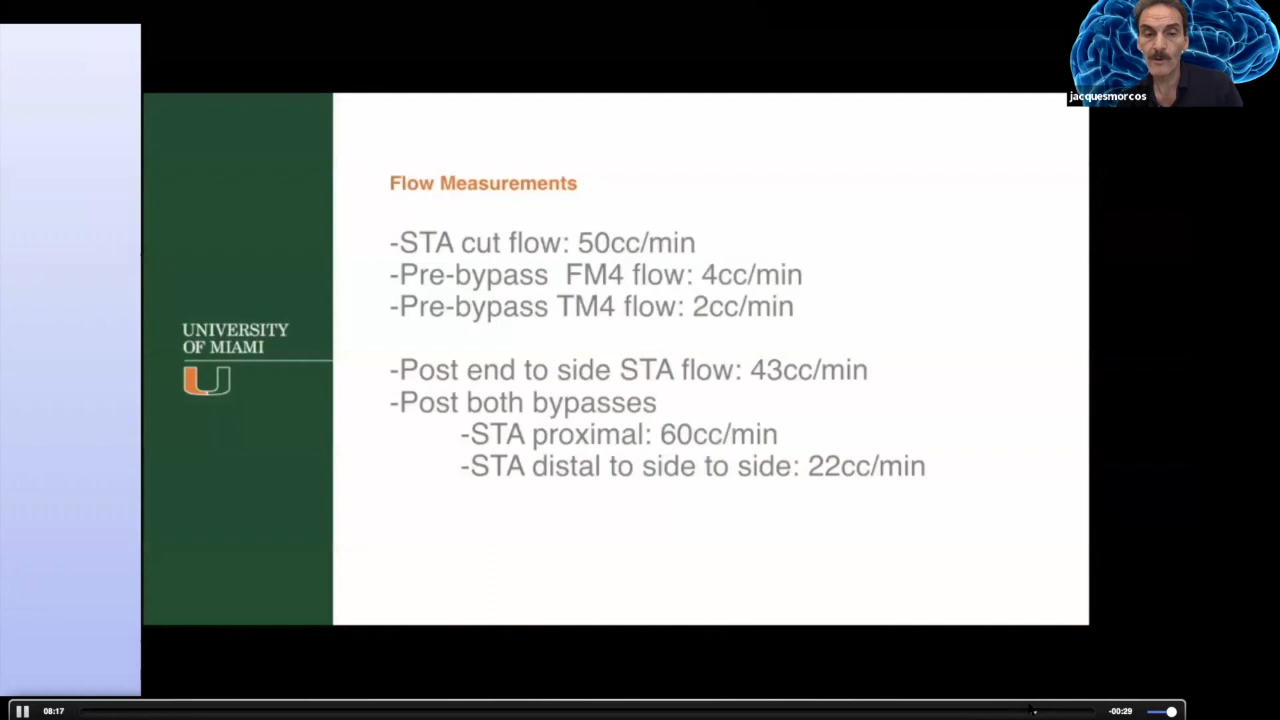 jacquesmorcos
Flow Measurements
-STA cut flow: 50cc/min
-Pre-bypass  FM4 flow: 4cc/min
-Pre-bypass TM4 flow: 2cc/min
UNIVERSITY
OF MIAMI
-Post end to side STA flow: 43cc/min
-Post both bypasses
-STA proximal: 60cc/min
-STA distal to side to side: 22cc/min
08:17
-00:29